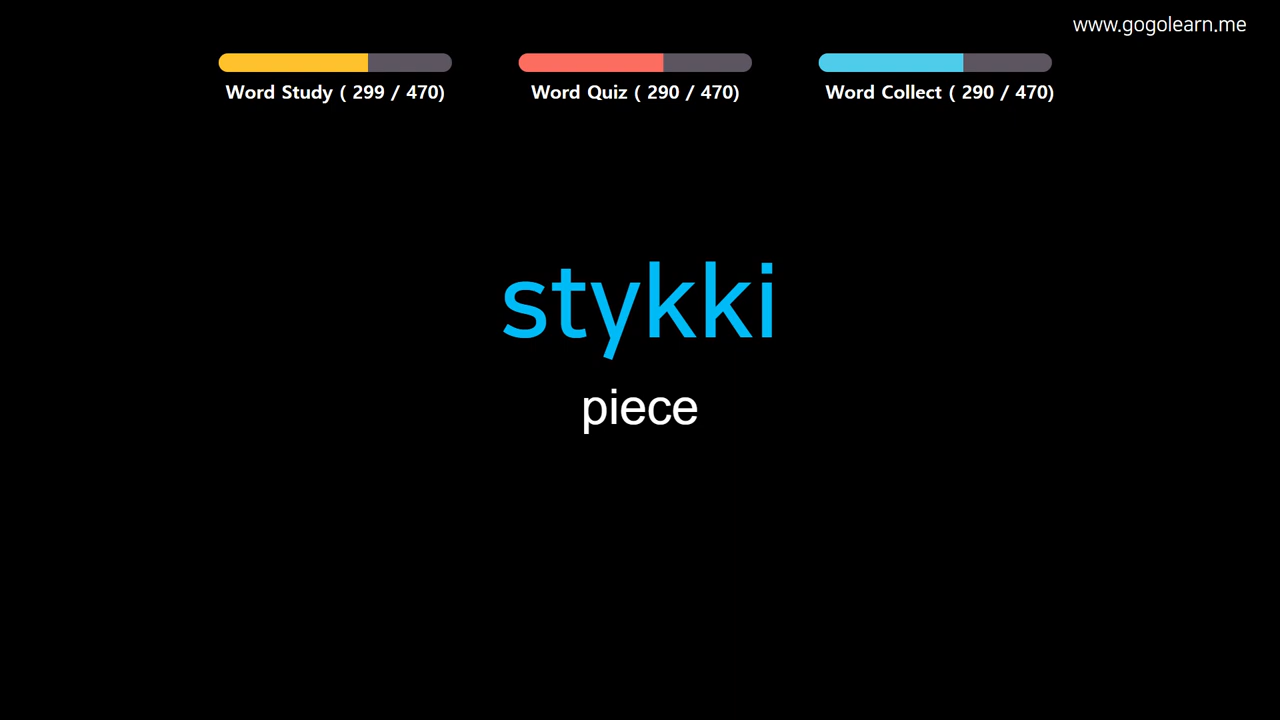 www.gogolearn.me
Word Study ( 299 / 470)
Word Quiz ( 290 / 470)
Word Collect ( 290 / 470)
stykki
piece